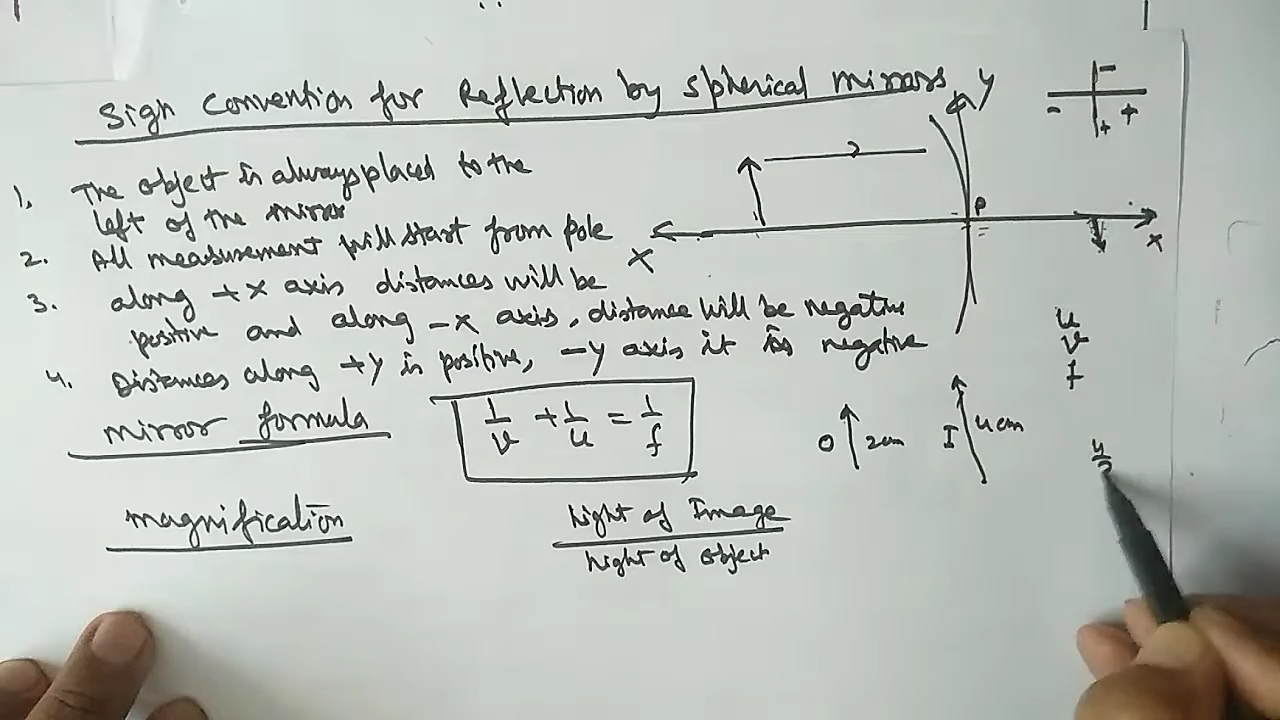 Sign Convention for Reflection by Spherical mirrors
1. The object is always placed to the
left of the mirror
2. All measurement will start from pole
3. along +x axis distances will be
positive and along -x axis, distance will be negative
4. Distances along +y is positive, -y axis it is negative
mirror formula
1/v + 1/u = 1/f
magnification
hight of Image
hight of object
y
P
X
x
- - + +
u
v
f
O 2cm
I 4cm
4/2